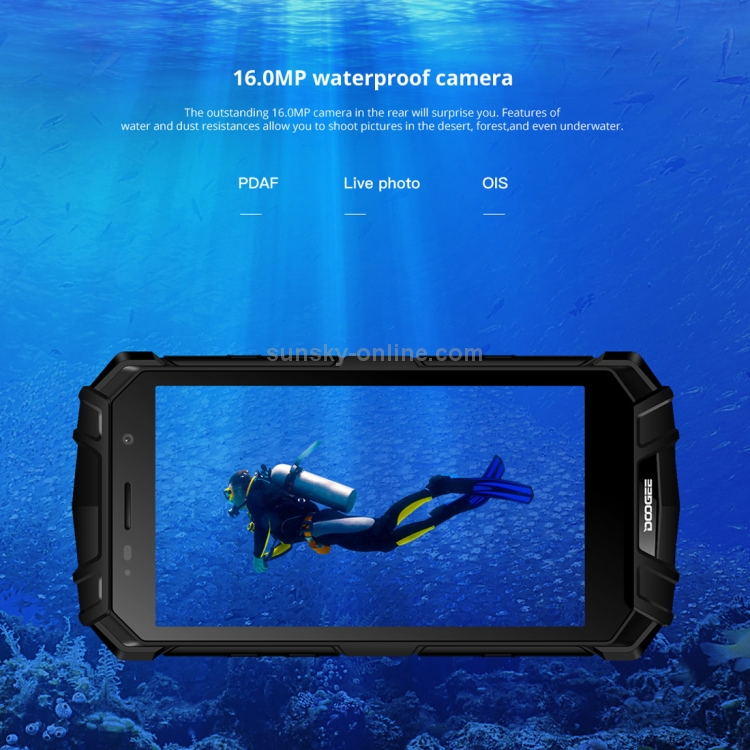 16.0MP waterproof camera
The outstanding 16.0MP camera in the rear will surprise you. Features of
water and dust resistances allow you to shoot pictures in the desert, forest,and even underwater.
PDAF Live photo OIS
sunsky-online.com
DOOGEE